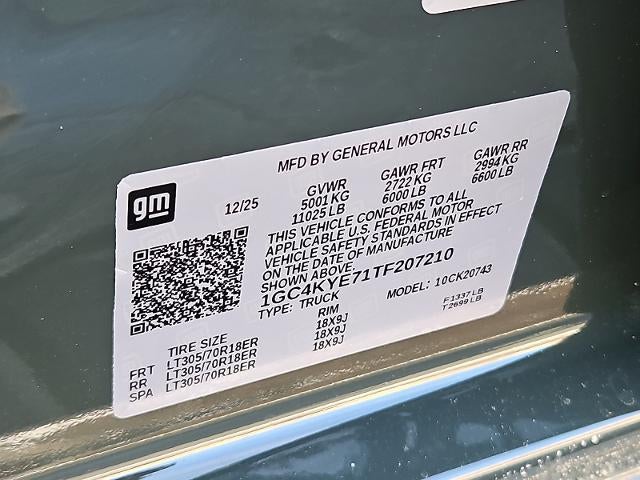 MFD BY GENERAL MOTORS LLC
gm
12/25
GVWR
5001 KG
11025 LB
GAWR FRT
2722 KG
6000 LB
GAWR RR
2994 KG
6600 LB
THIS VEHICLE CONFORMS TO ALL
APPLICABLE U.S. FEDERAL MOTOR
VEHICLE SAFETY STANDARDS IN EFFECT
ON THE DATE OF MANUFACTURE
SHOWN ABOVE
1GC4KYE71TF207210
TYPE: TRUCK
MODEL: 10CK20743
F 1337 LB
T 2699 LB
TIRE SIZE
RIM
FRT LT305/70R18ER 18X9J
RR LT305/70R18ER 18X9J
SPA LT305/70R18ER 18X9J